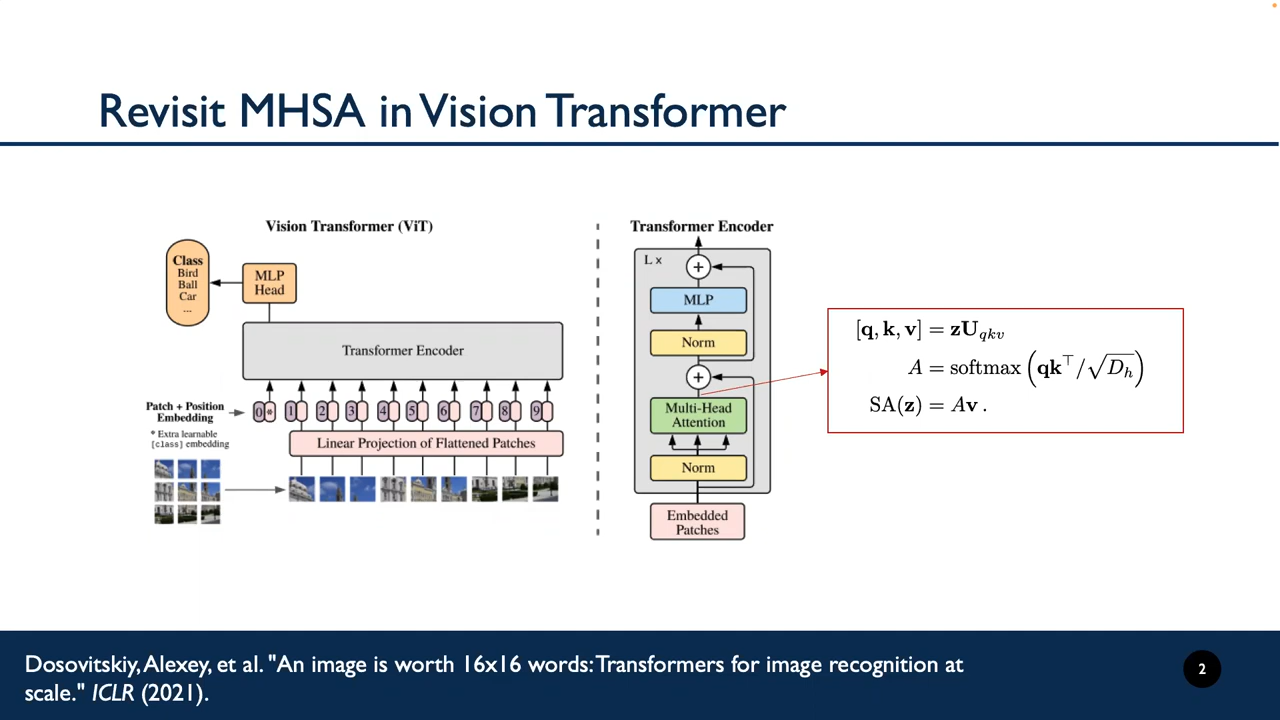 Revisit MHSA in Vision Transformer
Vision Transformer (ViT)
Class
Bird
Ball
Car
...
MLP
Head
Transformer Encoder
Patch + Position
Embedding
* Extra learnable
[class] embedding
0 * 1 2 3 4 5 6 7 8 9
Linear Projection of Flattened Patches
Transformer Encoder
L x
+
MLP
Norm
+
Multi-Head
Attention
Norm
Embedded
Patches
[q, k, v] = zU_{qkv}
A = softmax (qk^⊤/√D_h)
SA(z) = Av .
Dosovitskiy, Alexey, et al. "An image is worth 16x16 words: Transformers for image recognition at
scale." ICLR (2021).
2